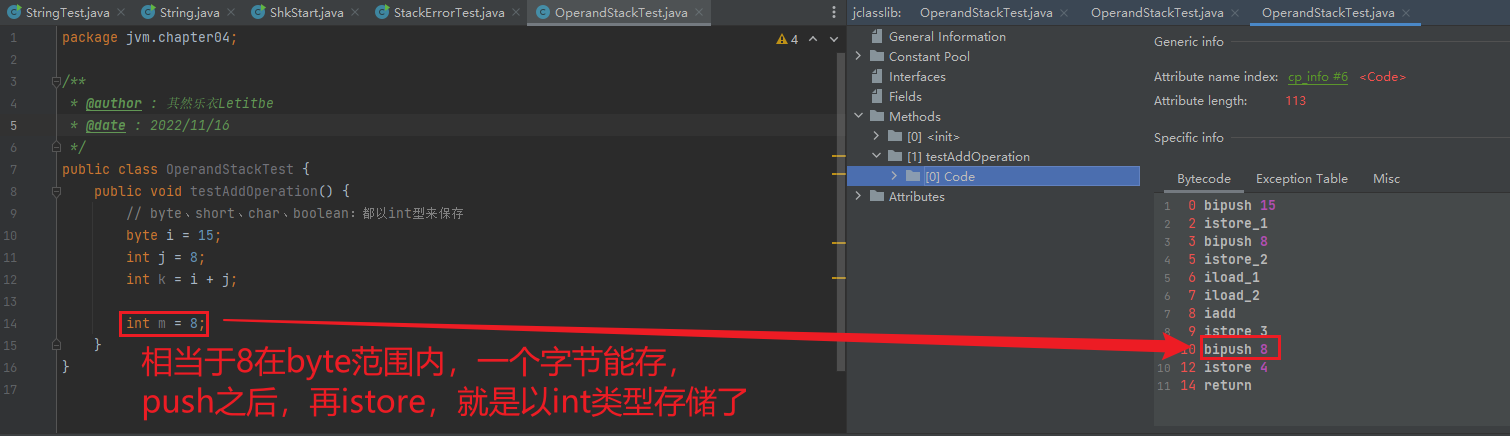 StringTest.java
String.java
ShkStart.java
StackErrorTest.java
OperandStackTest.java
4
1 package jvm.chapter04;
2
3 /**
4 * @author : 其然乐衣Letitbe
5 * @date : 2022/11/16
6 */
7 public class OperandStackTest {
8 public void testAddOperation() {
9 // byte、short、char、boolean：都以int型来保存
10 byte i = 15;
11 int j = 8;
12 int k = i + j;
13
14 int m = 8;
15 }
16 }
17
相当于8在byte范围内，一个字节能存，
push之后，再istore，就是以int类型存储了
jclasslib:
OperandStackTest.java
OperandStackTest.java
OperandStackTest.java
General Information
Constant Pool
Interfaces
Fields
Methods
[0] <init>
[1] testAddOperation
[0] Code
Attributes
Generic info
Attribute name index: cp_info #6 <Code>
Attribute length: 113
Specific info
Bytecode
Exception Table
Misc
1 0 bipush 15
2 2 istore_1
3 3 bipush 8
4 5 istore_2
5 6 iload_1
6 7 iload_2
7 8 iadd
8 9 istore_3
10 bipush 8
10 12 istore 4
11 14 return